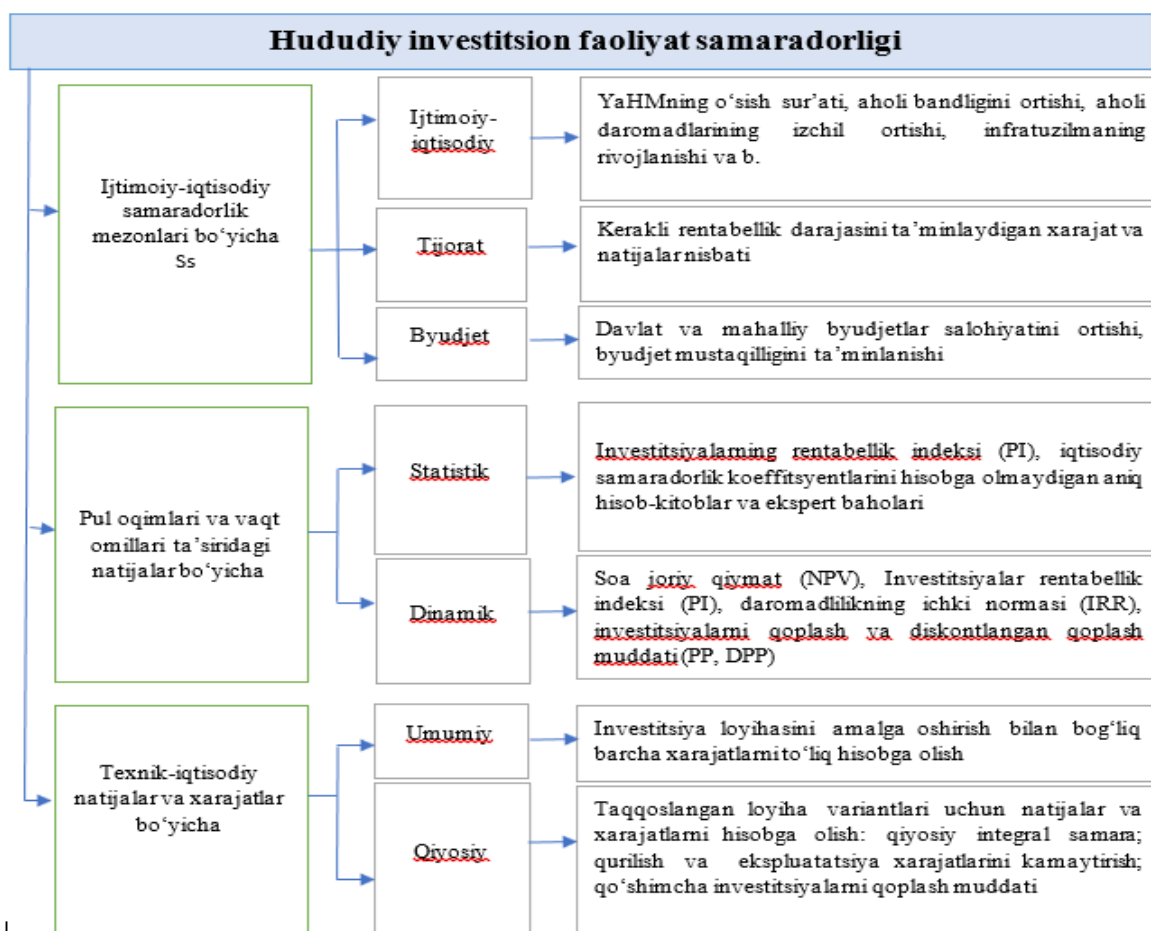 Hududiy investitsion faoliyat samaradorligi
Ijtimoiy-iqtisodiy
samaradorlik
mezonlari bo‘yicha
Ss
Ijtimoiy-
iqtisodiy
YaHMning o‘sish sur’ati, aholi bandligini ortishi, aholi
daromadlarining izchil ortishi, infratuzilmaning
rivojlanishi va b.
Tijorat
Kerakli rentabellik darajasini ta’minlaydigan xarajat va
natijalar nisbati
Byudjet
Davlat va mahalliy byudjetlar salohiyatini ortishi,
byudjet mustaqilligini ta’minlanishi
Pul oqimlari va vaqt
omillari ta’siridagi
natijalar bo‘yicha
Statistik
Investitsiyalarning rentabellik indeksi (PI), iqtisodiy
samaradorlik koeffitsyentlarini hisobga olmaydigan aniq
hisob-kitoblar va ekspert baholari
Dinamik
Soa joriy qiymat (NPV), Investitsiyalar rentabellik
indeksi (PI), daromadlilikning ichki normasi (IRR),
investitsiyalarni qoplash va diskontlangan qoplash
muddati (PP, DPP)
Texnik-iqtisodiy
natijalar va xarajatlar
bo‘yicha
Umumiy
Investitsiya loyihasini amalga oshirish bilan bog‘liq
barcha xarajatlarni to‘liq hisobga olish
Qiyosiy
Taqqoslangan loyiha variantlari uchun natijalar va
xarajatlarni hisobga olish: qiyosiy integral samara;
qurilish va ekspluatatsiya xarajatlarini kamaytirish;
qo‘shimcha investitsiyalarni qoplash muddati